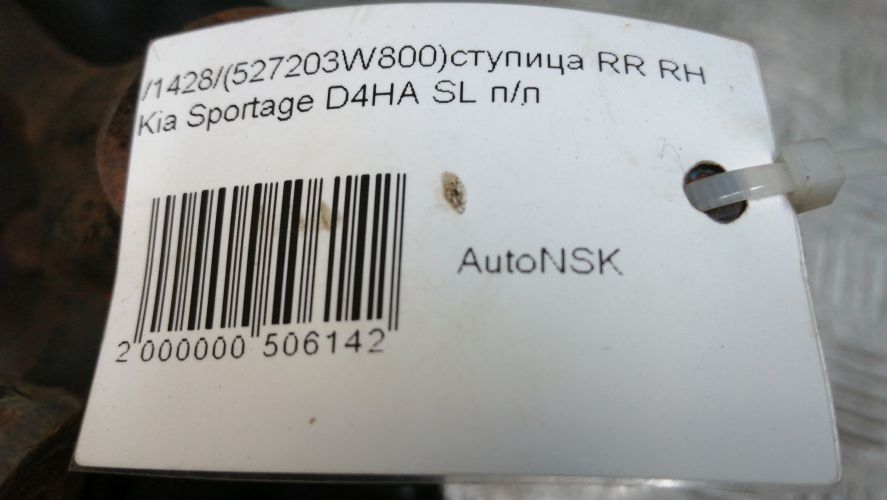 /1428/(527203W800)ступица RR RH
Kia Sportage D4HA SL п/п
AutoNSK
2 000000 506142